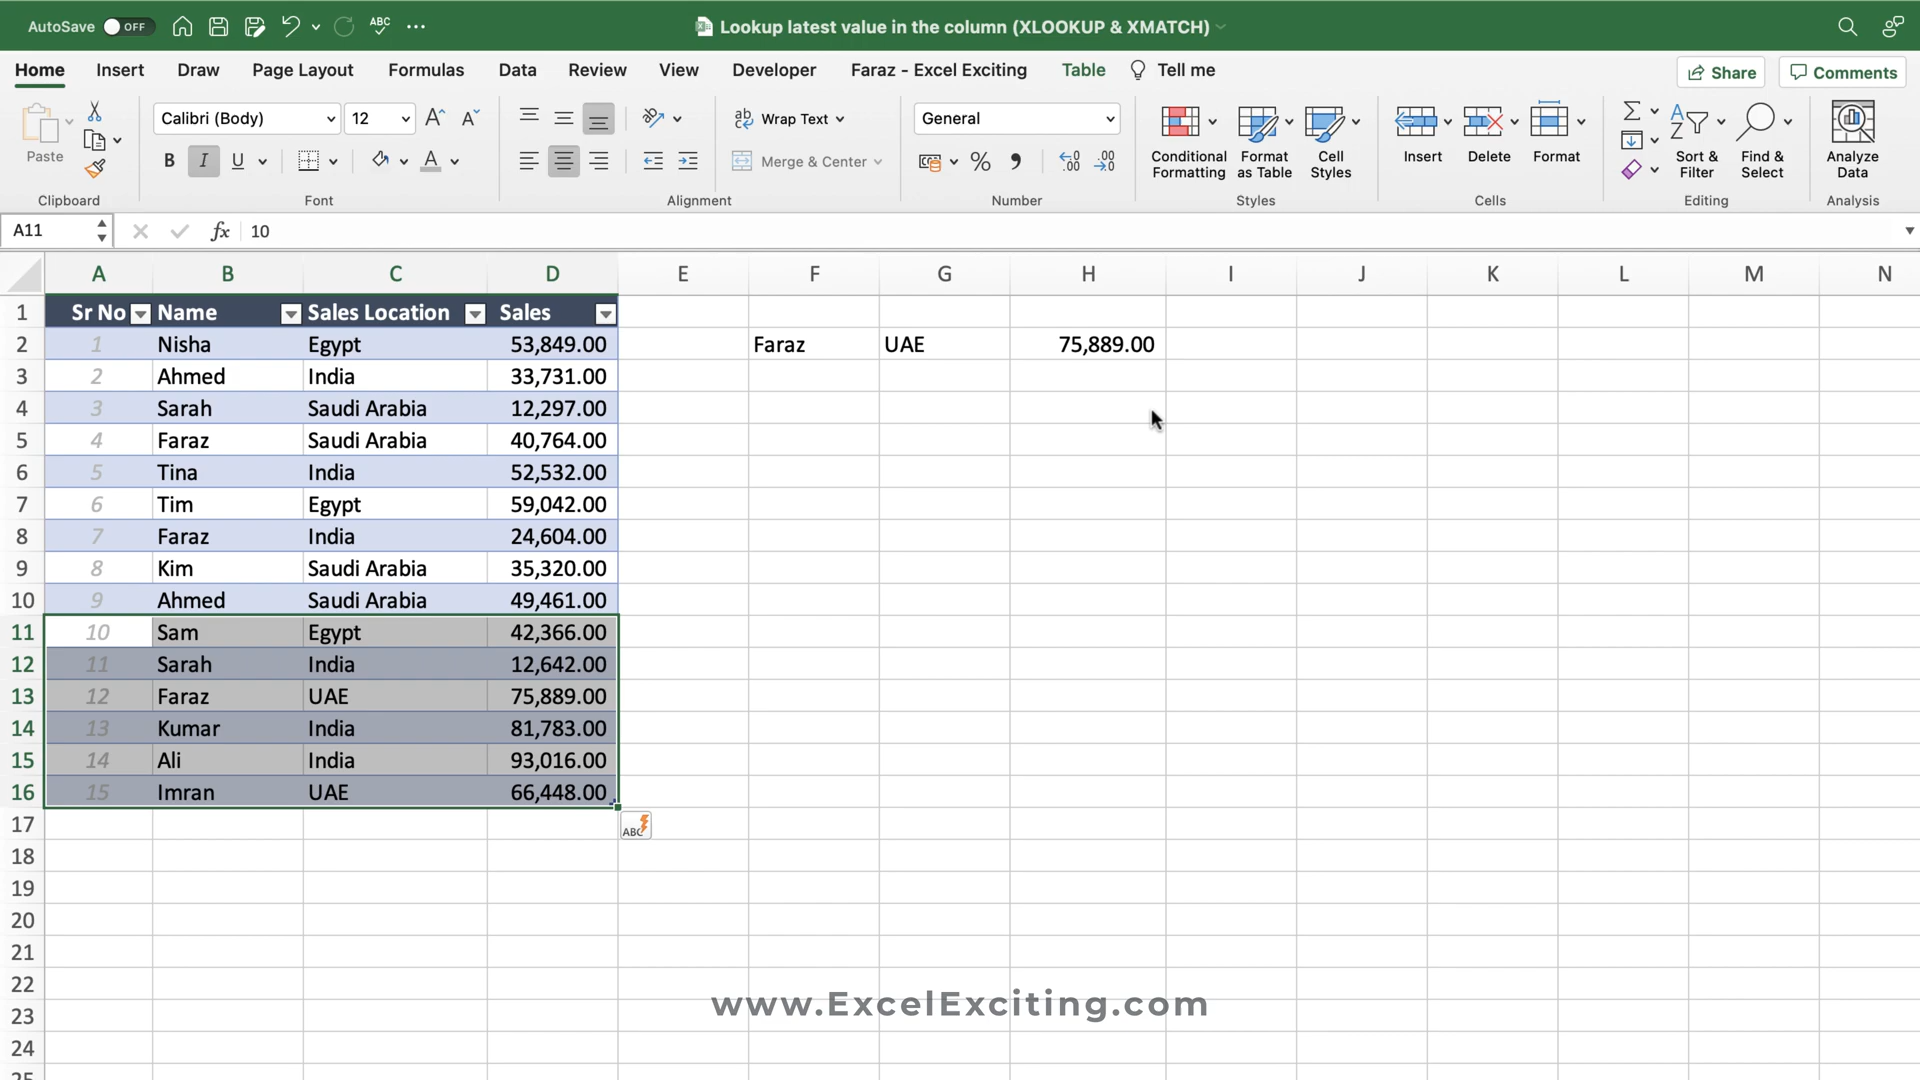 AutoSave OFF ABC ... Lookup latest value in the column (XLOOKUP & XMATCH)
Home Insert Draw Page Layout Formulas Data Review View Developer Faraz - Excel Exciting Table Tell me Share Comments
Paste Calibri (Body) 12 A A ab Wrap Text General Conditional Formatting Format as Table Cell Styles Insert Delete Format Sort & Filter Find & Select Analyze Data
B I U A Merge & Center % 
Clipboard Font Alignment Number Styles Cells Editing Analysis
A11 fx 10
A B C D E F G H I J K L M N
1 Sr No Name Sales Location Sales
2 1 Nisha Egypt 53,849.00 Faraz UAE 75,889.00
3 2 Ahmed India 33,731.00
4 3 Sarah Saudi Arabia 12,297.00
5 4 Faraz Saudi Arabia 40,764.00
6 5 Tina India 52,532.00
7 6 Tim Egypt 59,042.00
8 7 Faraz India 24,604.00
9 8 Kim Saudi Arabia 35,320.00
10 9 Ahmed Saudi Arabia 49,461.00
11 10 Sam Egypt 42,366.00
12 11 Sarah India 12,642.00
13 12 Faraz UAE 75,889.00
14 13 Kumar India 81,783.00
15 14 Ali India 93,016.00
16 15 Imran UAE 66,448.00
17 ABC
18
19
20
21
22
www.ExcelExciting.com
23
24
25